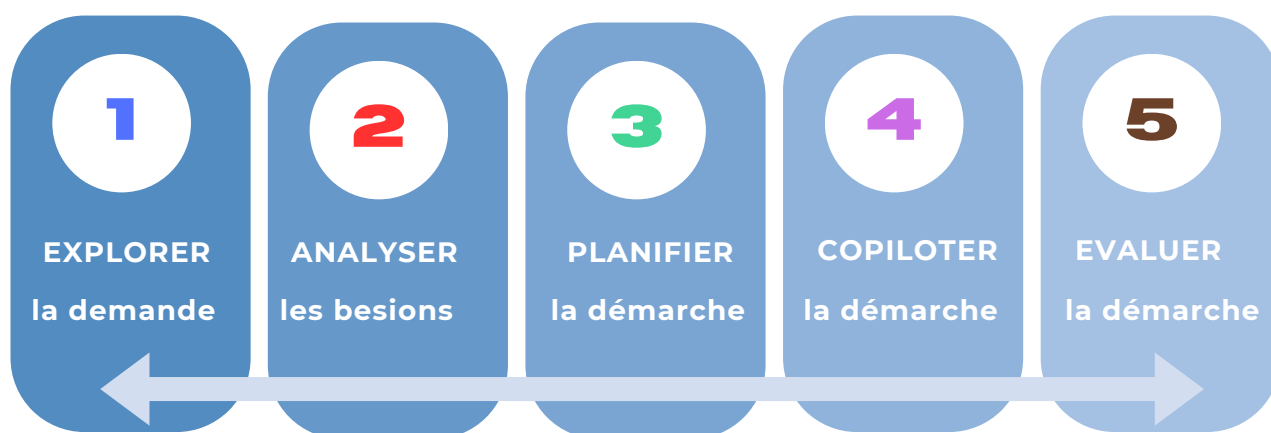 1
EXPLORER
la demande
2
ANALYSER
les besions
3
PLANIFIER
la démarche
4
COPILOTER
la démarche
5
EVALUER
la démarche